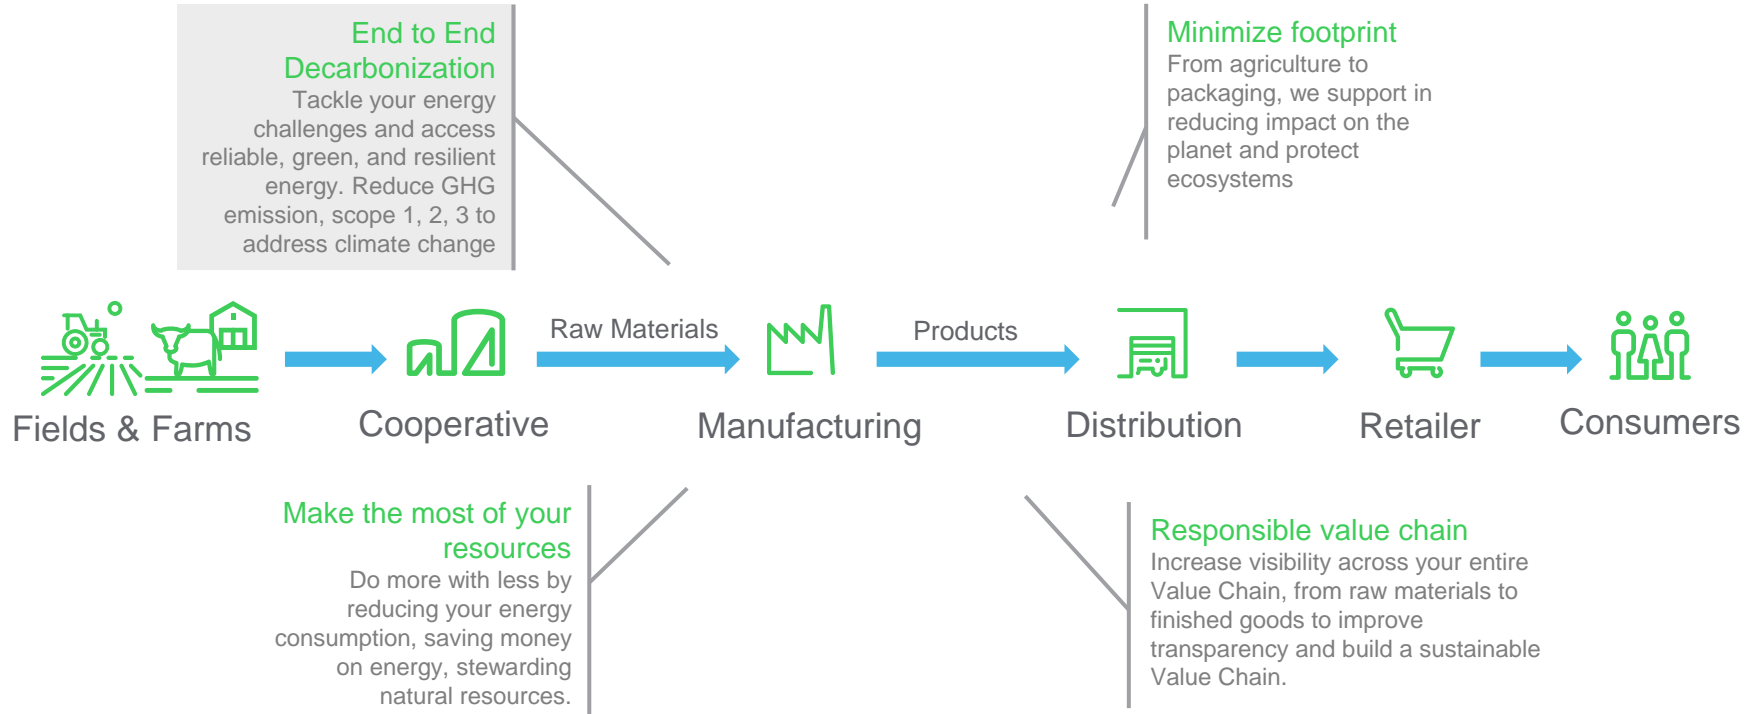 End to End
Decarbonization
Tackle your energy
challenges and access
reliable, green, and resilient
energy. Reduce GHG
emission, scope 1, 2, 3 to
address climate change
Minimize footprint
From agriculture to
packaging, we support in
reducing impact on the
planet and protect
ecosystems
Raw Materials
Products
Fields & Farms
Cooperative
Manufacturing
Distribution
Retailer
Consumers
Make the most of your
resources
Do more with less by
reducing your energy
consumption, saving money
on energy, stewarding
natural resources.
Responsible value chain
Increase visibility across your entire
Value Chain, from raw materials to
finished goods to improve
transparency and build a sustainable
Value Chain.